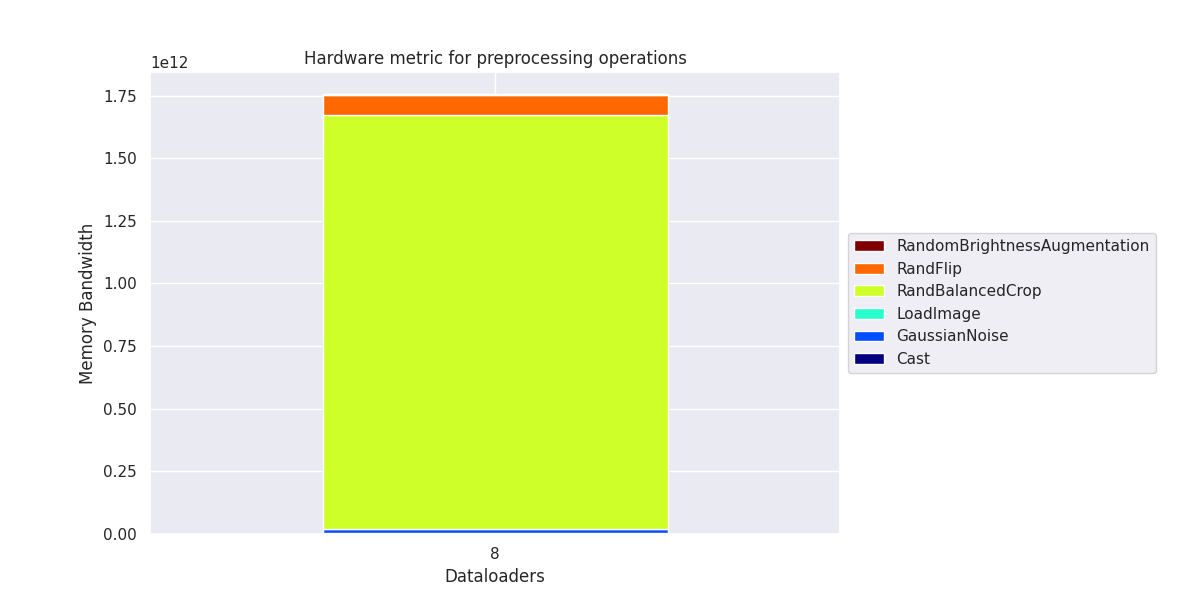 Hardware metric for preprocessing operations
1e12
1.75
1.50
1.25
1.00
0.75
0.50
0.25
0.00
Memory Bandwidth
8
Dataloaders
RandomBrightnessAugmentation
RandFlip
RandBalancedCrop
LoadImage
GaussianNoise
Cast